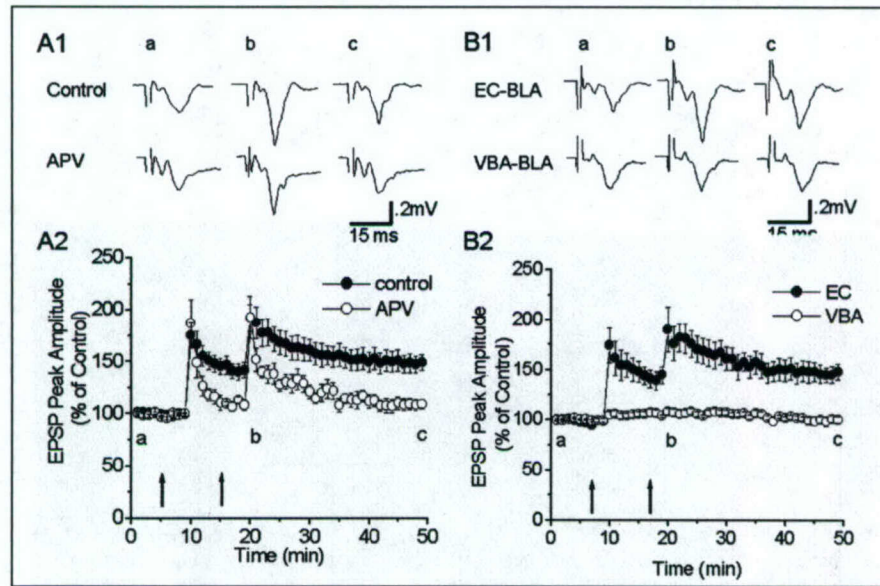 A1
a b c
Control
APV
.2mV
15 ms
B1
a b c
EC-BLA
VBA-BLA
.2mV
15 ms
A2
EPSP Peak Amplitude
(% of Control)
250
200
150
100
50
0
control
APV
a b c
0 10 20 30 40 50
Time (min)
B2
EPSP Peak Amplitude
(% of Control)
250
200
150
100
50
0
EC
VBA
a b c
0 10 20 30 40 50
Time (min)